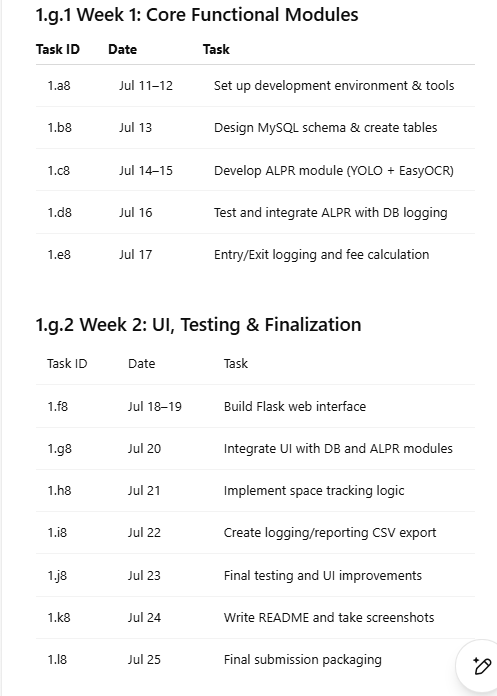 1.g.1 Week 1: Core Functional Modules
Task ID Date Task
1.a8 Jul 11–12 Set up development environment & tools
1.b8 Jul 13 Design MySQL schema & create tables
1.c8 Jul 14–15 Develop ALPR module (YOLO + EasyOCR)
1.d8 Jul 16 Test and integrate ALPR with DB logging
1.e8 Jul 17 Entry/Exit logging and fee calculation
1.g.2 Week 2: UI, Testing & Finalization
Task ID Date Task
1.f8 Jul 18–19 Build Flask web interface
1.g8 Jul 20 Integrate UI with DB and ALPR modules
1.h8 Jul 21 Implement space tracking logic
1.i8 Jul 22 Create logging/reporting CSV export
1.j8 Jul 23 Final testing and UI improvements
1.k8 Jul 24 Write README and take screenshots
1.l8 Jul 25 Final submission packaging